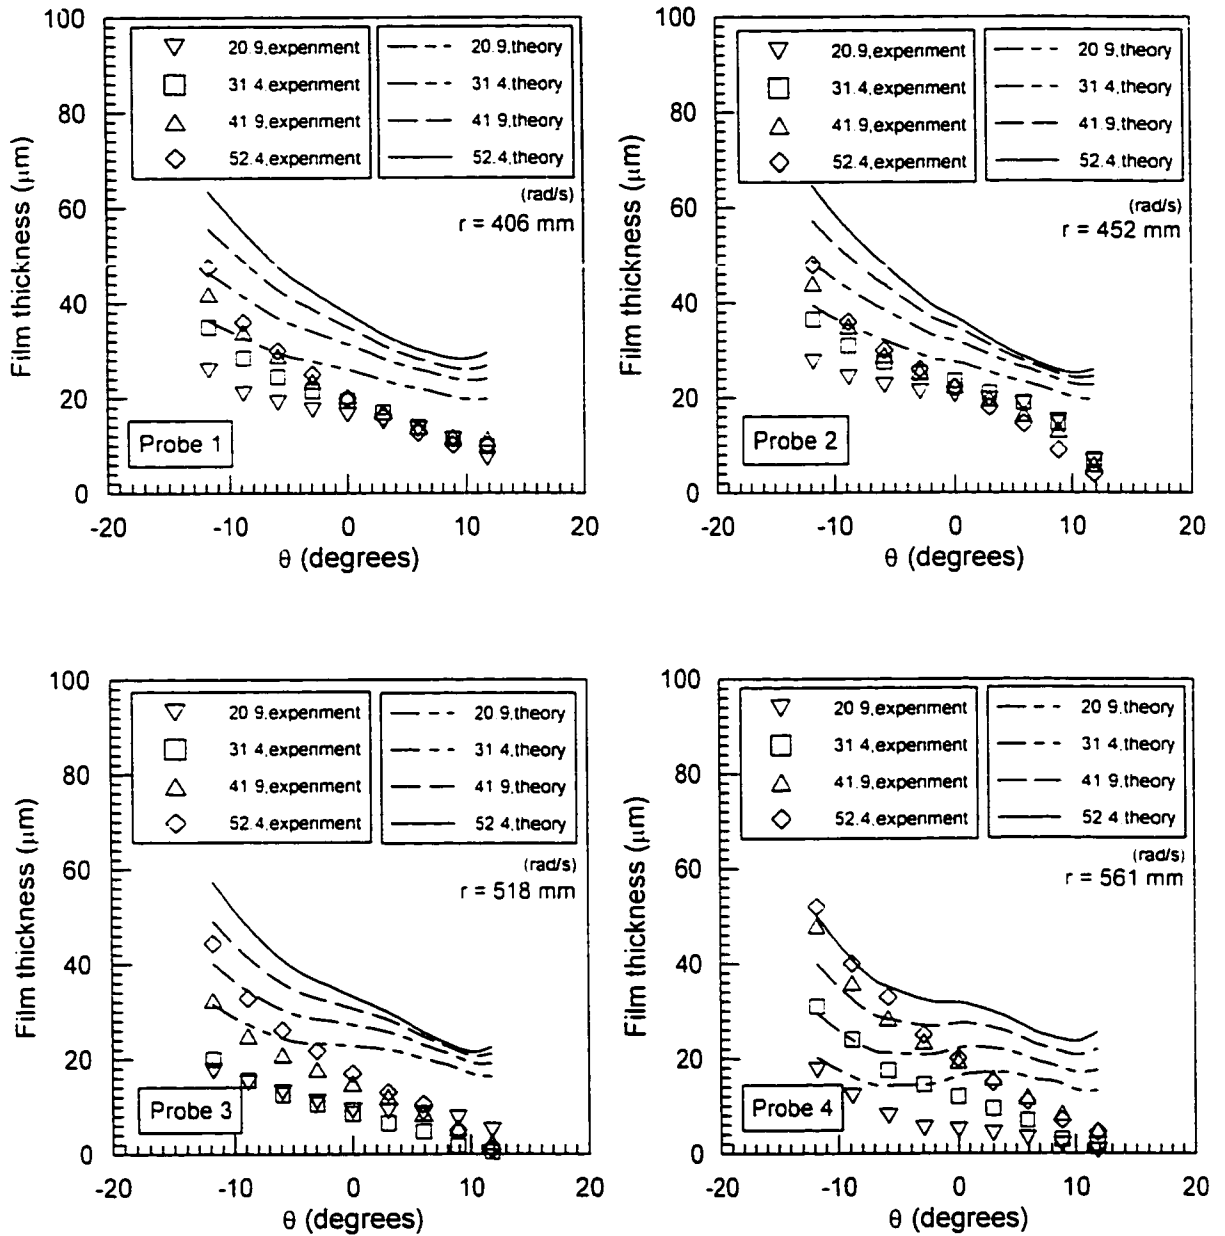 100
80
60
40
20
0
Film thickness (μm)
20 9,experiment
31 4,experiment
41 9,experiment
52 4,experiment
20 9,theory
31 4,theory
41 9,theory
52 4,theory
(rad/s)
r = 406 mm
Probe 1
-20 -10 0 10 20
θ (degrees)
100
80
60
40
20
0
Film thickness (μm)
20.9,experiment
31.4,experiment
41.9,experiment
52.4,experiment
20 9,theory
31.4,theory
41.9,theory
52.4,theory
(rad/s)
r = 452 mm
Probe 2
-20 -10 0 10 20
θ (degrees)
100
80
60
40
20
0
Film thickness (μm)
20 9,experiment
31 4,experiment
41 9,experiment
52.4,experiment
20 9,theory
31 4,theory
41 9,theory
52 4,theory
(rad/s)
r = 518 mm
Probe 3
-20 -10 0 10 20
θ (degrees)
100
80
60
40
20
0
Film thickness (μm)
20 9,experiment
31 4,experiment
41.9,experiment
52.4,experiment
20 9,theory
31 4,theory
41 9,theory
52 4 theory
(rad/s)
r = 561 mm
Probe 4
-20 -10 0 10 20
θ (degrees)